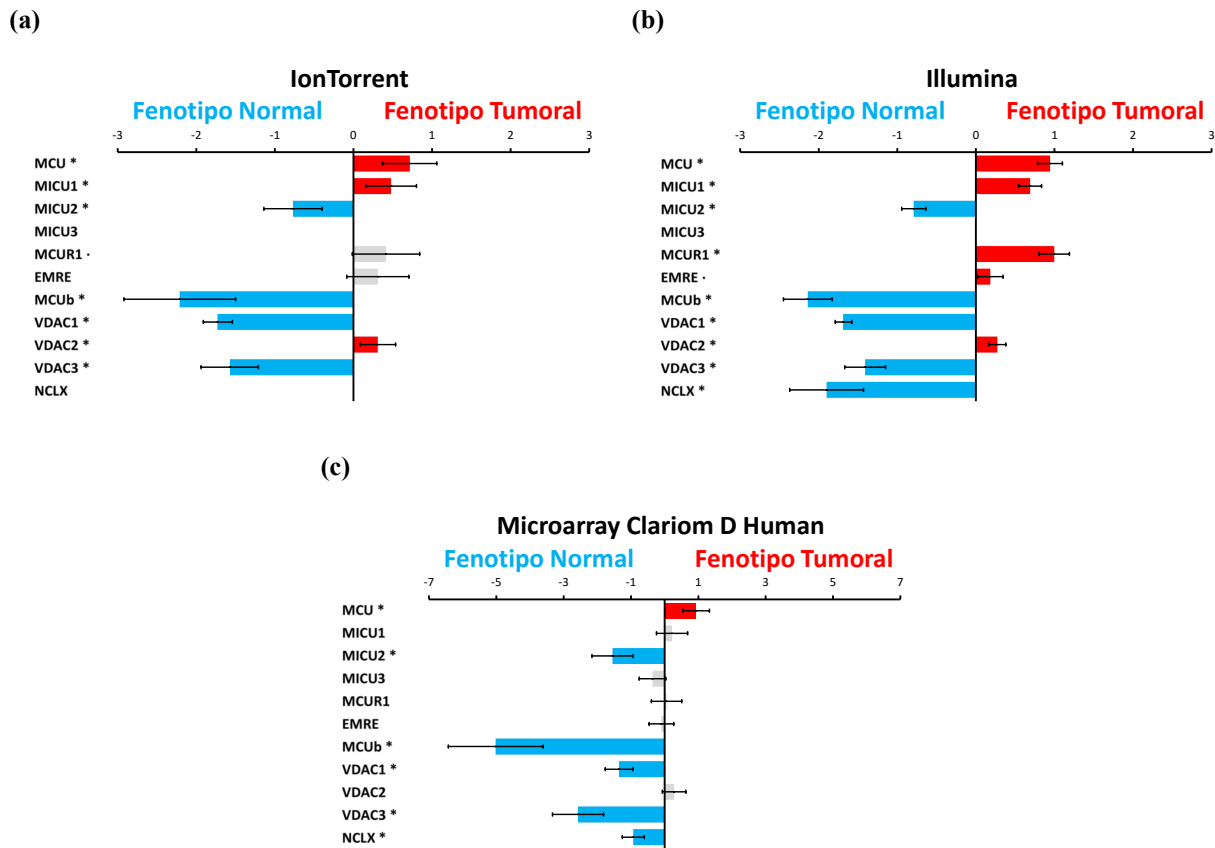 (a)
IonTorrent
Fenotipo Normal Fenotipo Tumoral
-3 -2 -1 0 1 2 3
MCU *
MICU1 *
MICU2 *
MICU3
MCUR1 ·
EMRE
MCUb *
VDAC1 *
VDAC2 *
VDAC3 *
NCLX
(b)
Illumina
Fenotipo Normal Fenotipo Tumoral
-3 -2 -1 0 1 2 3
MCU *
MICU1 *
MICU2 *
MICU3
MCUR1 *
EMRE ·
MCUb *
VDAC1 *
VDAC2 *
VDAC3 *
NCLX *
(c)
Microarray Clariom D Human
Fenotipo Normal Fenotipo Tumoral
-7 -5 -3 -1 1 3 5 7
MCU *
MICU1
MICU2 *
MICU3
MCUR1
EMRE
MCUb *
VDAC1 *
VDAC2
VDAC3 *
NCLX *